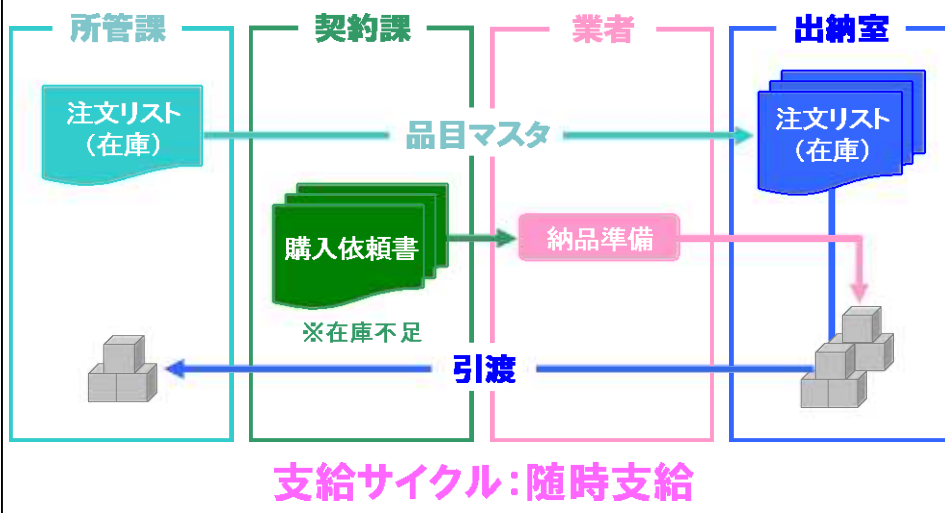 所管課
契約課
業者
出納室
注文リスト
(在庫)
品目マスタ
注文リスト
(在庫)
購入依頼書
納品準備
※在庫不足
引渡
支給サイクル:随時支給